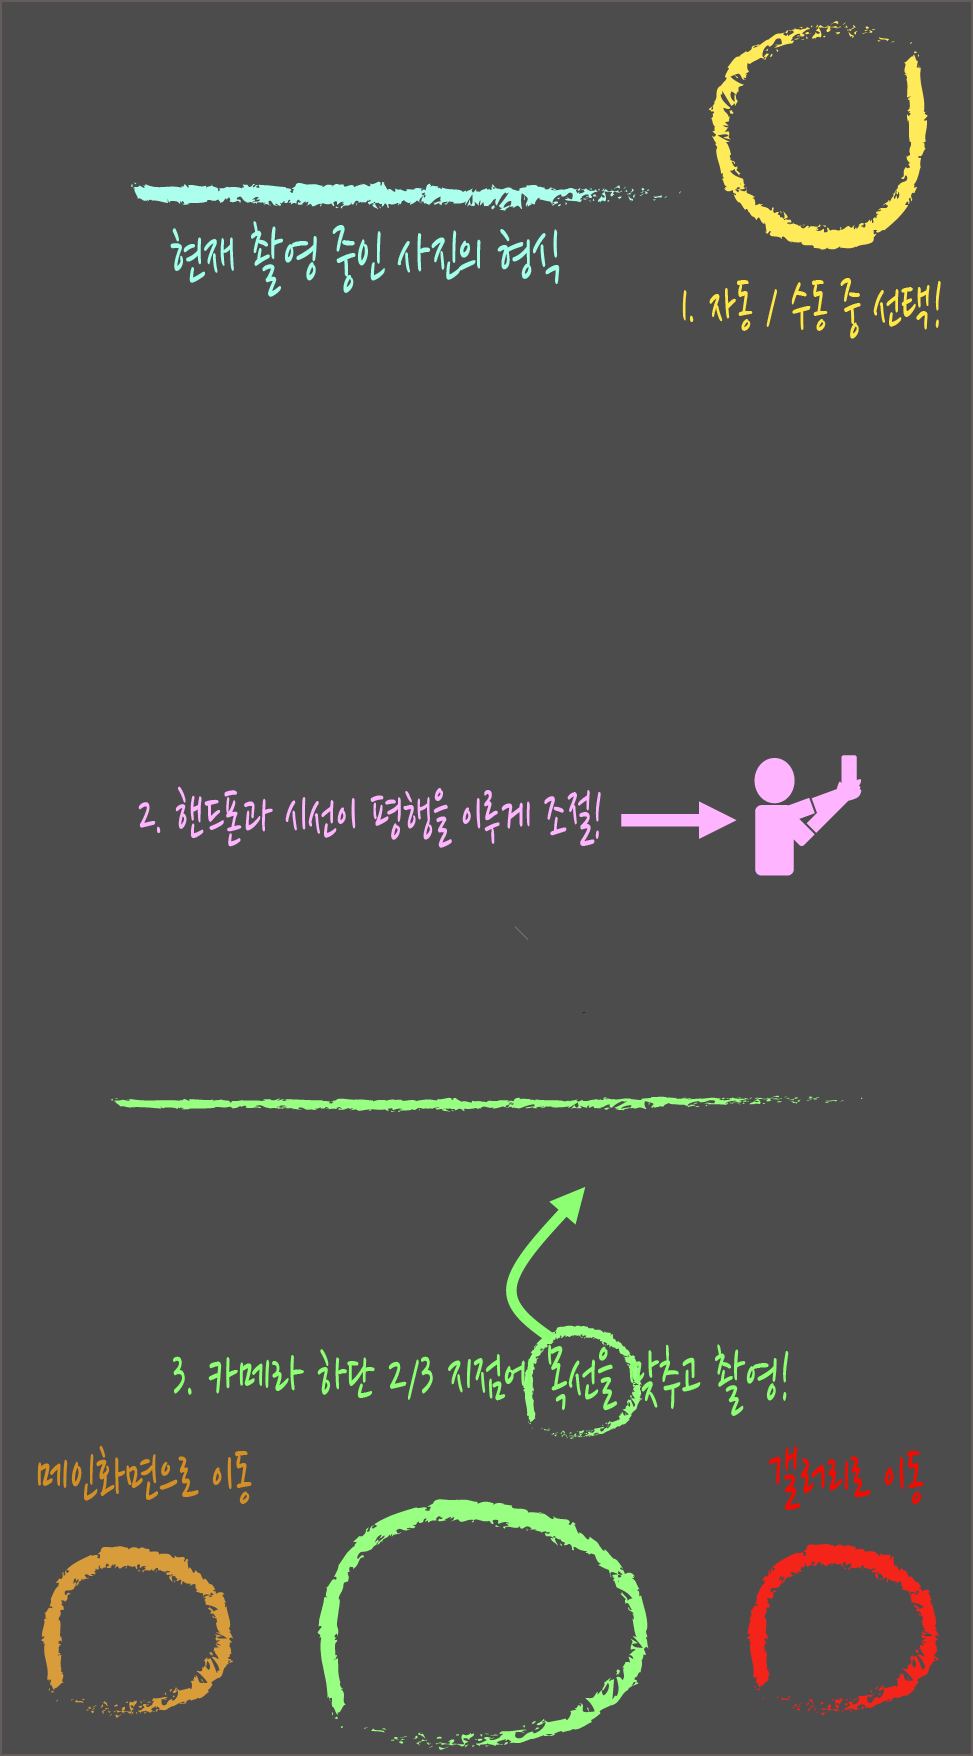 현재 촬영 중인 사진의 형식
1. 자동 / 수동 중 선택!
2. 핸드폰과 시선이 평행을 이루게 조절!
3. 카메라 하단 2/3 지점에 목선을 맞추고 촬영!
메인화면으로 이동
갤러리로 이동